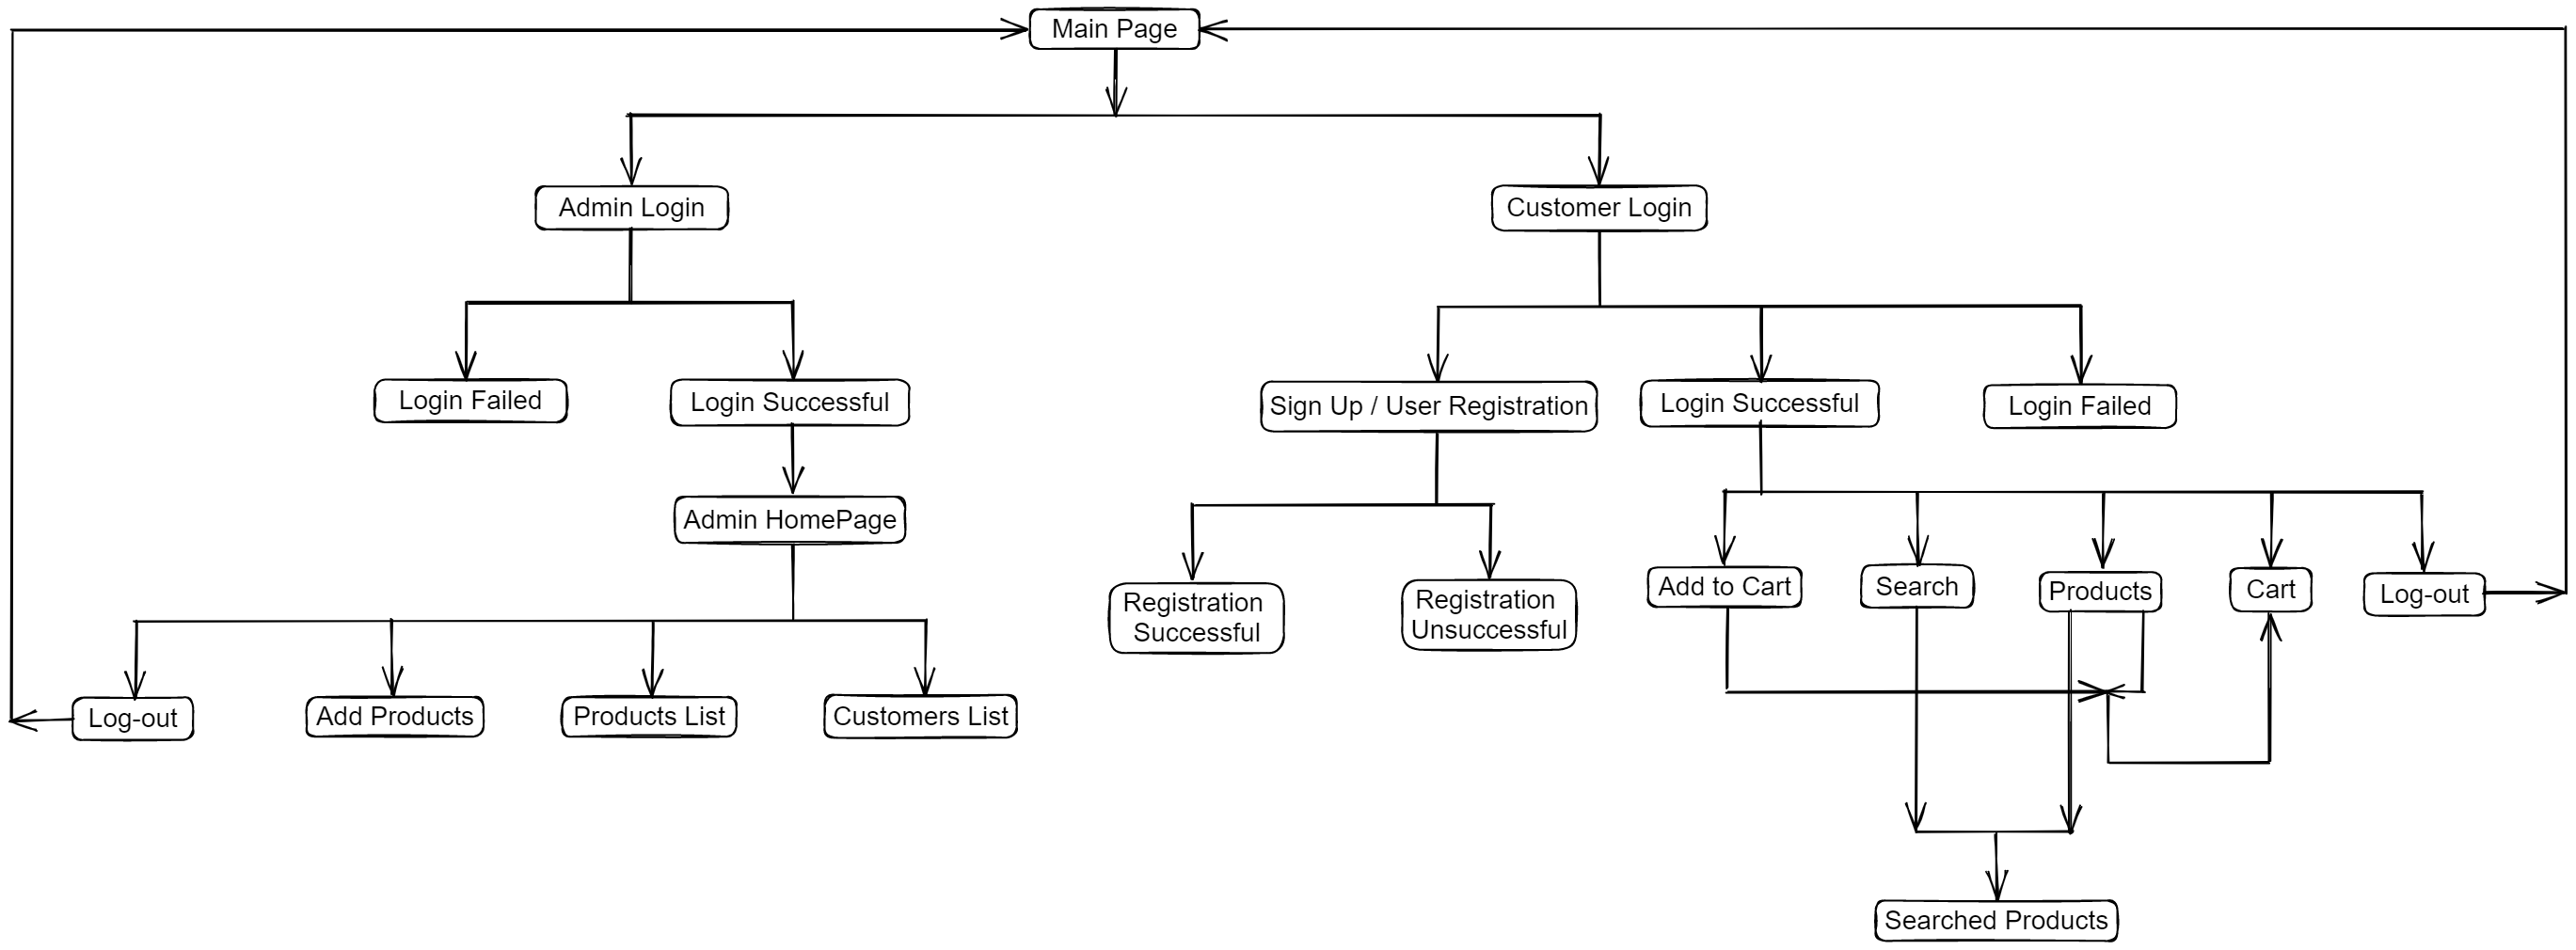 Main Page
Admin Login
Customer Login
Login Failed
Login Successful
Sign Up / User Registration
Login Successful
Login Failed
Admin HomePage
Registration
Successful
Registration
Unsuccessful
Add to Cart
Search
Products
Cart
Log-out
Log-out
Add Products
Products List
Customers List
Searched Products